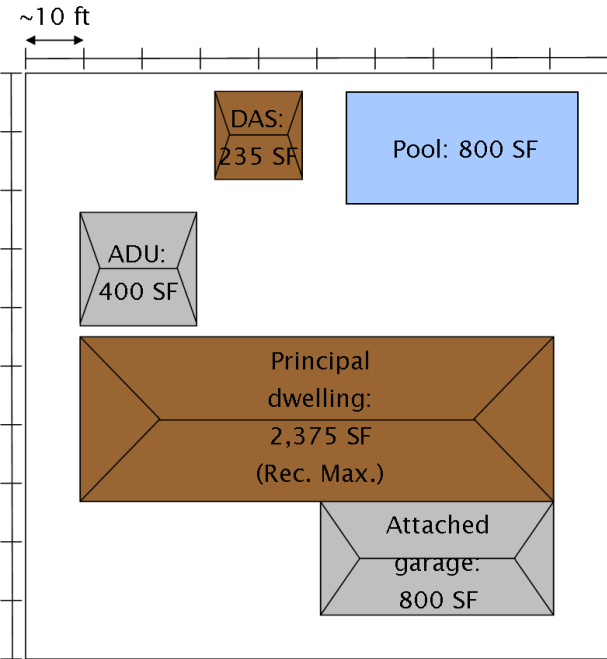 ~10 ft
DAS:
235 SF
Pool: 800 SF
ADU:
400 SF
Principal
dwelling:
2,375 SF
(Rec. Max.)
Attached
garage:
800 SF